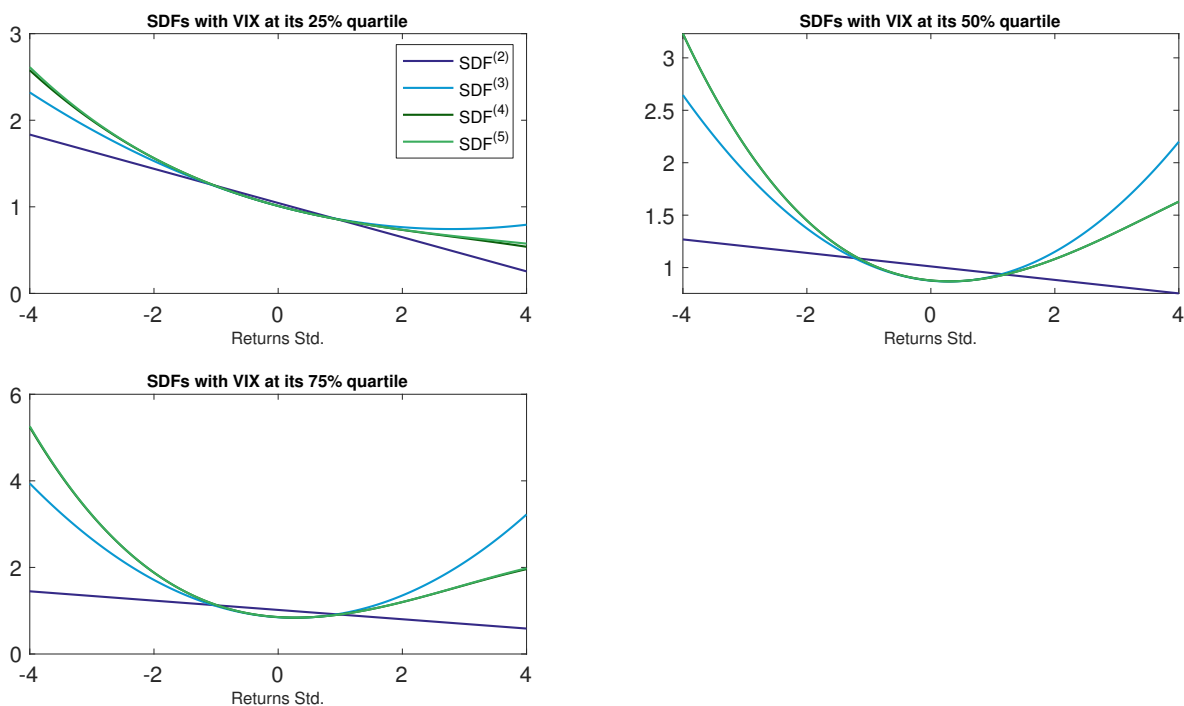 SDFs with VIX at its 25% quartile
3
2
1
0
-4
-2
0
2
4
Returns Std.
SDF(2)
SDF(3)
SDF(4)
SDF(5)
SDFs with VIX at its 50% quartile
3
2.5
2
1.5
1
-4
-2
0
2
4
Returns Std.
SDFs with VIX at its 75% quartile
6
4
2
0
-4
-2
0
2
4
Returns Std.